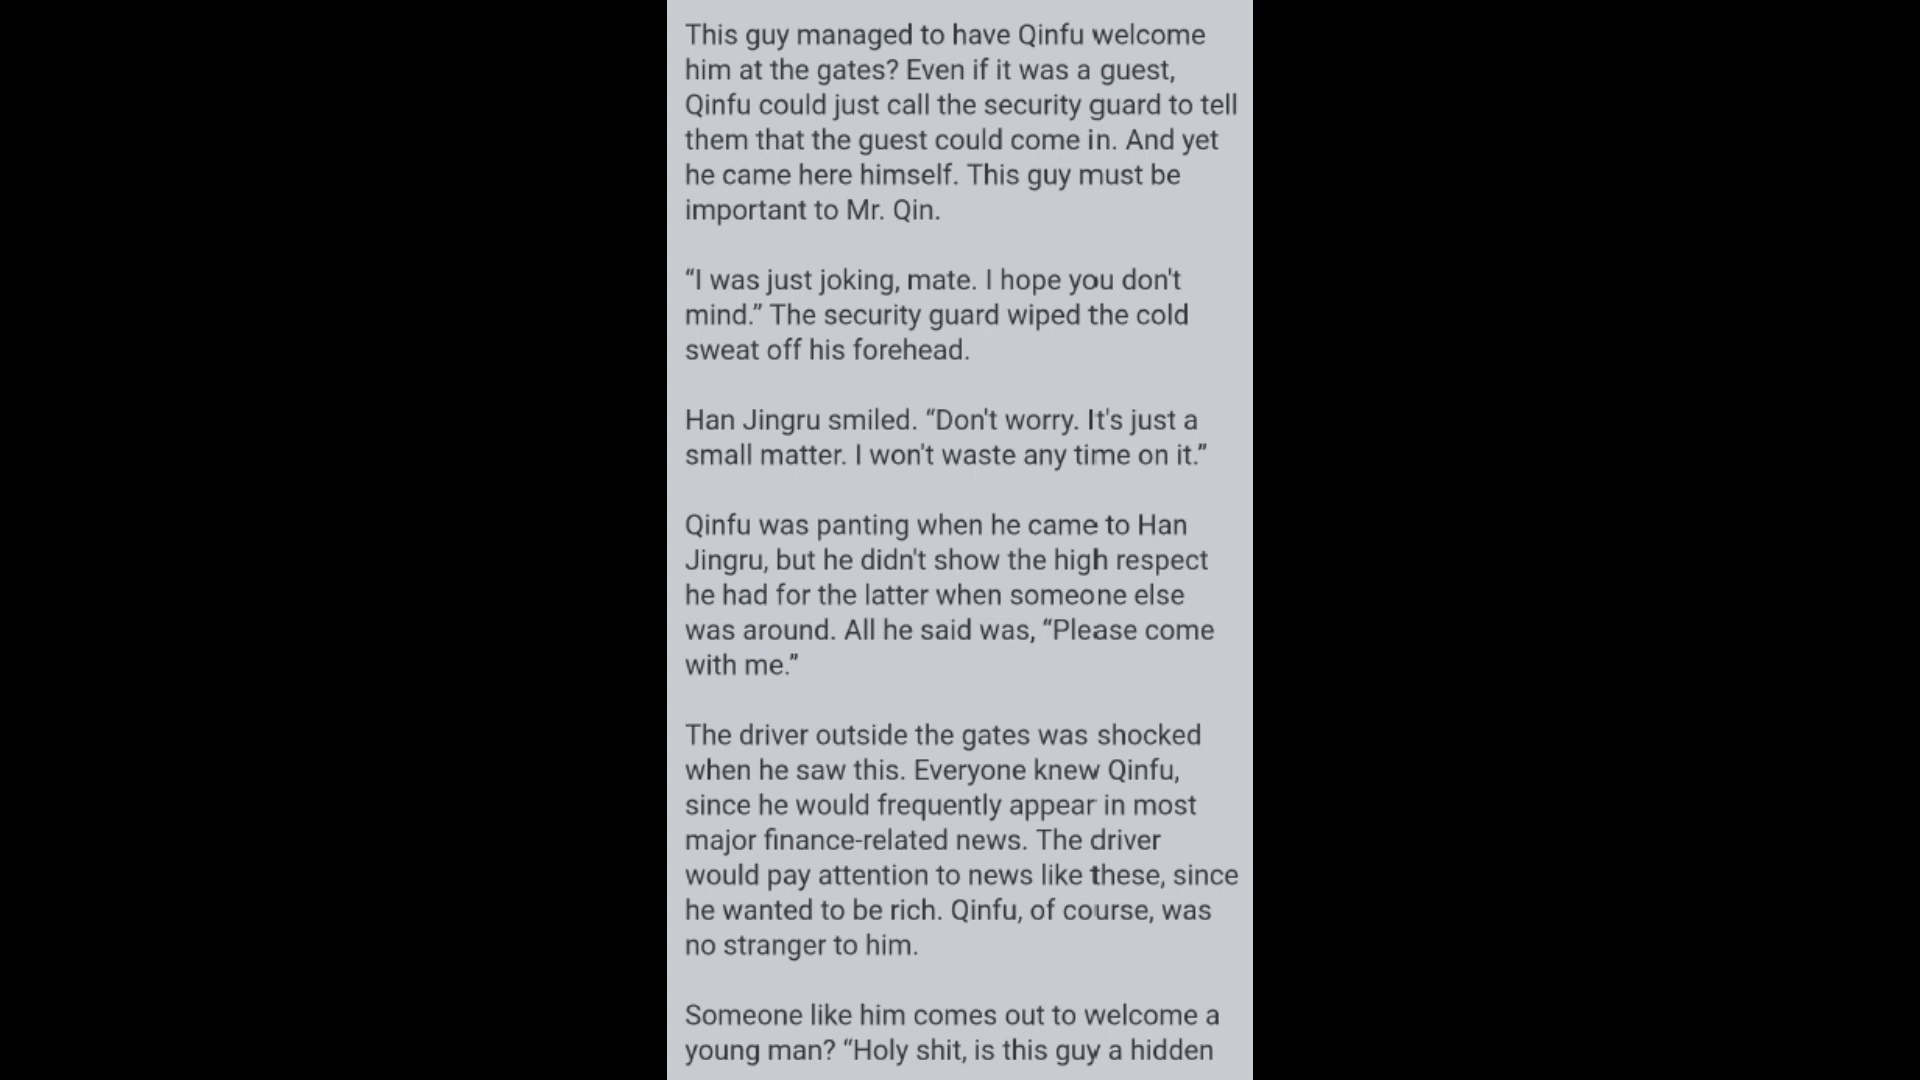 This guy managed to have Qinfu welcome
him at the gates? Even if it was a guest,
Qinfu could just call the security guard to tell
them that the guest could come in. And yet
he came here himself. This guy must be
important to Mr. Qin.
“I was just joking, mate. I hope you don't
mind.” The security guard wiped the cold
sweat off his forehead.
Han Jingru smiled. “Don't worry. It's just a
small matter. I won't waste any time on it.”
Qinfu was panting when he came to Han
Jingru, but he didn't show the high respect
he had for the latter when someone else
was around. All he said was, “Please come
with me.”
The driver outside the gates was shocked
when he saw this. Everyone knew Qinfu,
since he would frequently appear in most
major finance-related news. The driver
would pay attention to news like these, since
he wanted to be rich. Qinfu, of course, was
no stranger to him.
Someone like him comes out to welcome a
young man? “Holy shit, is this guy a hidden